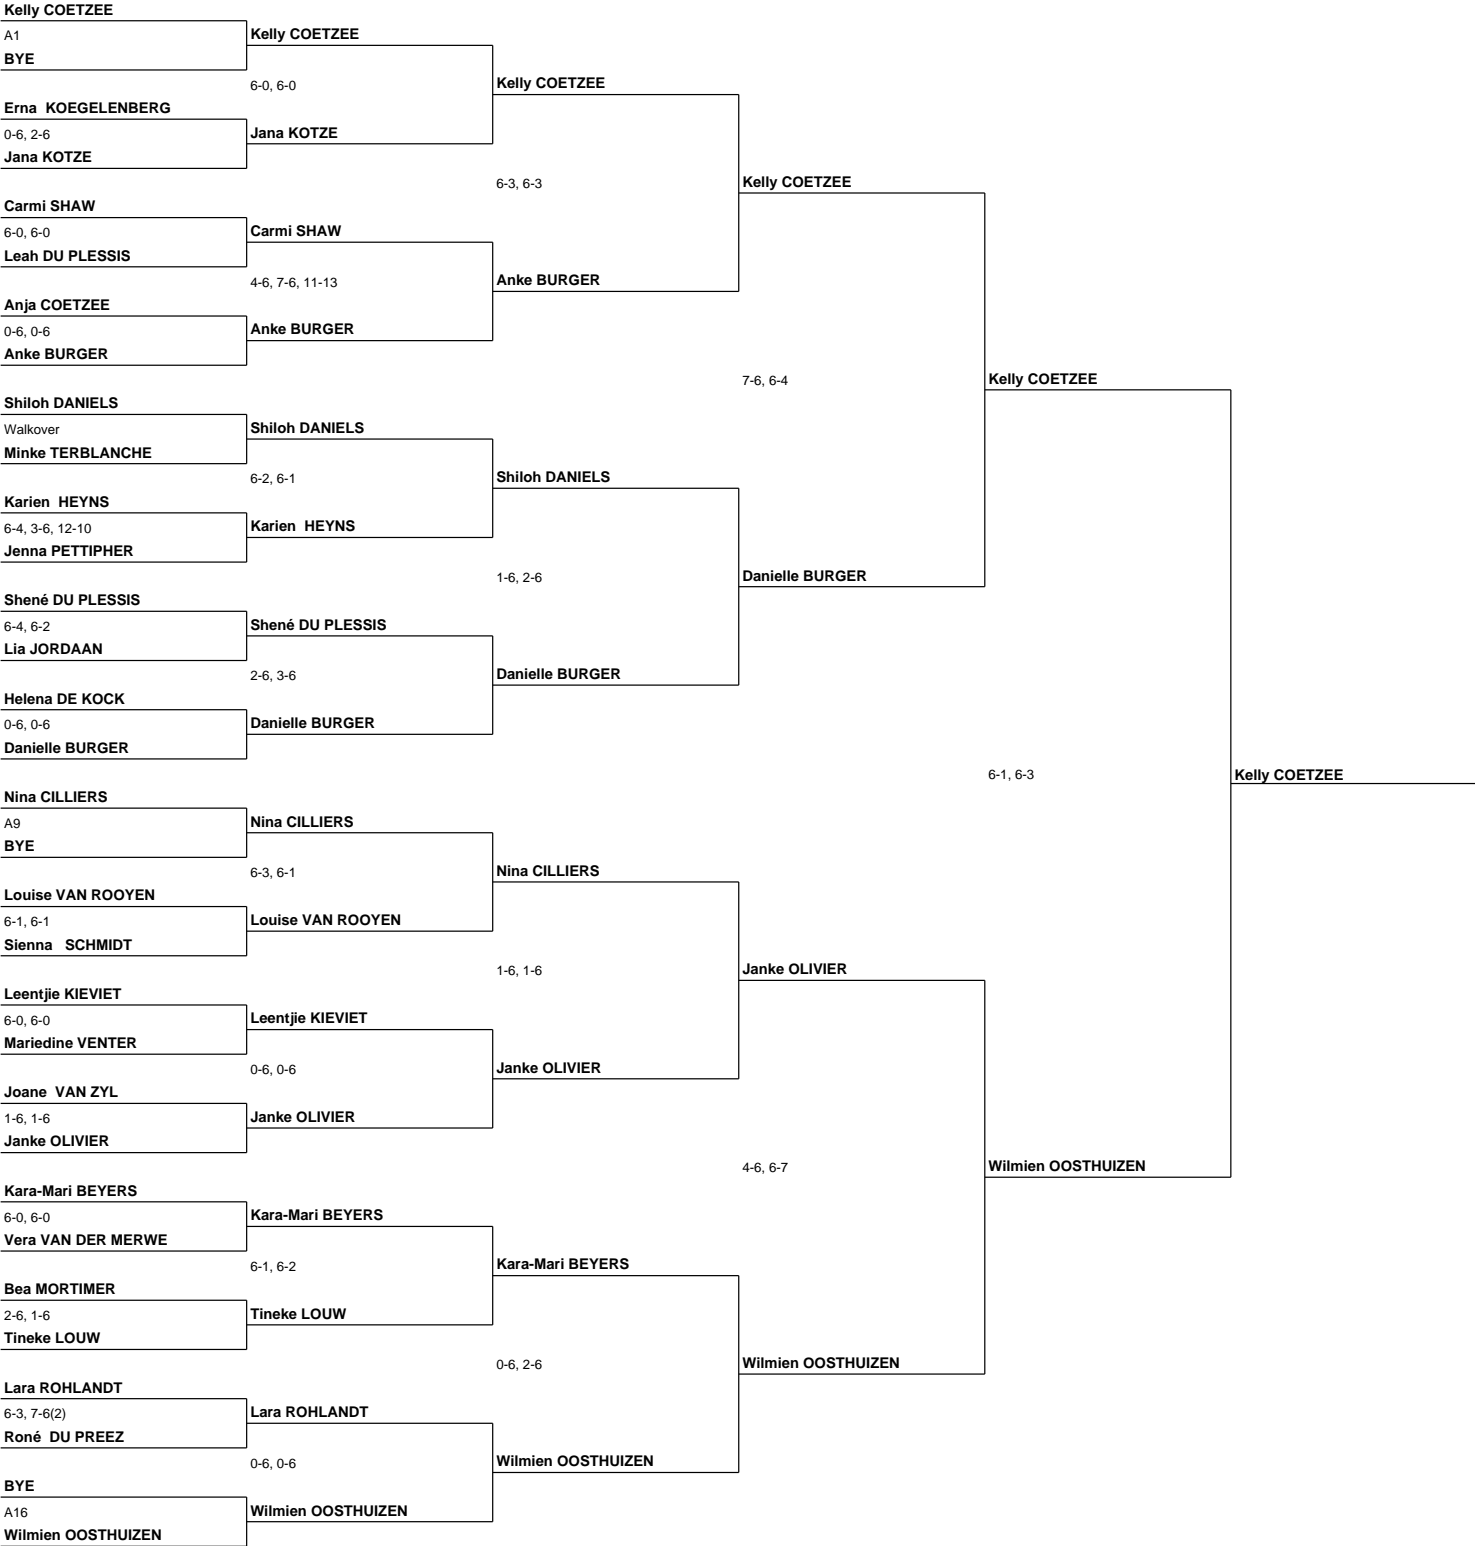 Kelly COETZEE
A1
BYE
Erna KOEGELENBERG
0-6, 2-6
Jana KOTZE
Carmi SHAW
6-0, 6-0
Leah DU PLESSIS
Anja COETZEE
0-6, 0-6
Anke BURGER
Shiloh DANIELS
Walkover
Minke TERBLANCHE
Karien HEYNS
6-4, 3-6, 12-10
Jenna PETTIPHER
Shené DU PLESSIS
6-4, 6-2
Lia JORDAAN
Helena DE KOCK
0-6, 0-6
Danielle BURGER
Nina CILLIERS
A9
BYE
Louise VAN ROOYEN
6-1, 6-1
Sienna SCHMIDT
Leentjie KIEVIET
6-0, 6-0
Mariedine VENTER
Joane VAN ZYL
1-6, 1-6
Janke OLIVIER
Kara-Mari BEYERS
6-0, 6-0
Vera VAN DER MERWE
Bea MORTIMER
2-6, 1-6
Tineke LOUW
Lara ROHLANDT
6-3, 7-6(2)
Roné DU PREEZ
BYE
A16
Wilmien OOSTHUIZEN
Kelly COETZEE
6-0, 6-0
Jana KOTZE
Carmi SHAW
4-6, 7-6, 11-13
Anke BURGER
Shiloh DANIELS
6-2, 6-1
Karien HEYNS
Shené DU PLESSIS
2-6, 3-6
Danielle BURGER
Nina CILLIERS
6-3, 6-1
Louise VAN ROOYEN
Leentjie KIEVIET
0-6, 0-6
Janke OLIVIER
Kara-Mari BEYERS
6-1, 6-2
Tineke LOUW
Lara ROHLANDT
0-6, 0-6
Wilmien OOSTHUIZEN
Kelly COETZEE
6-3, 6-3
Anke BURGER
Shiloh DANIELS
1-6, 2-6
Danielle BURGER
Nina CILLIERS
1-6, 1-6
Janke OLIVIER
Kara-Mari BEYERS
0-6, 2-6
Wilmien OOSTHUIZEN
Kelly COETZEE
7-6, 6-4
Danielle BURGER
Janke OLIVIER
4-6, 6-7
Wilmien OOSTHUIZEN
Kelly COETZEE
6-1, 6-3
Wilmien OOSTHUIZEN
Kelly COETZEE